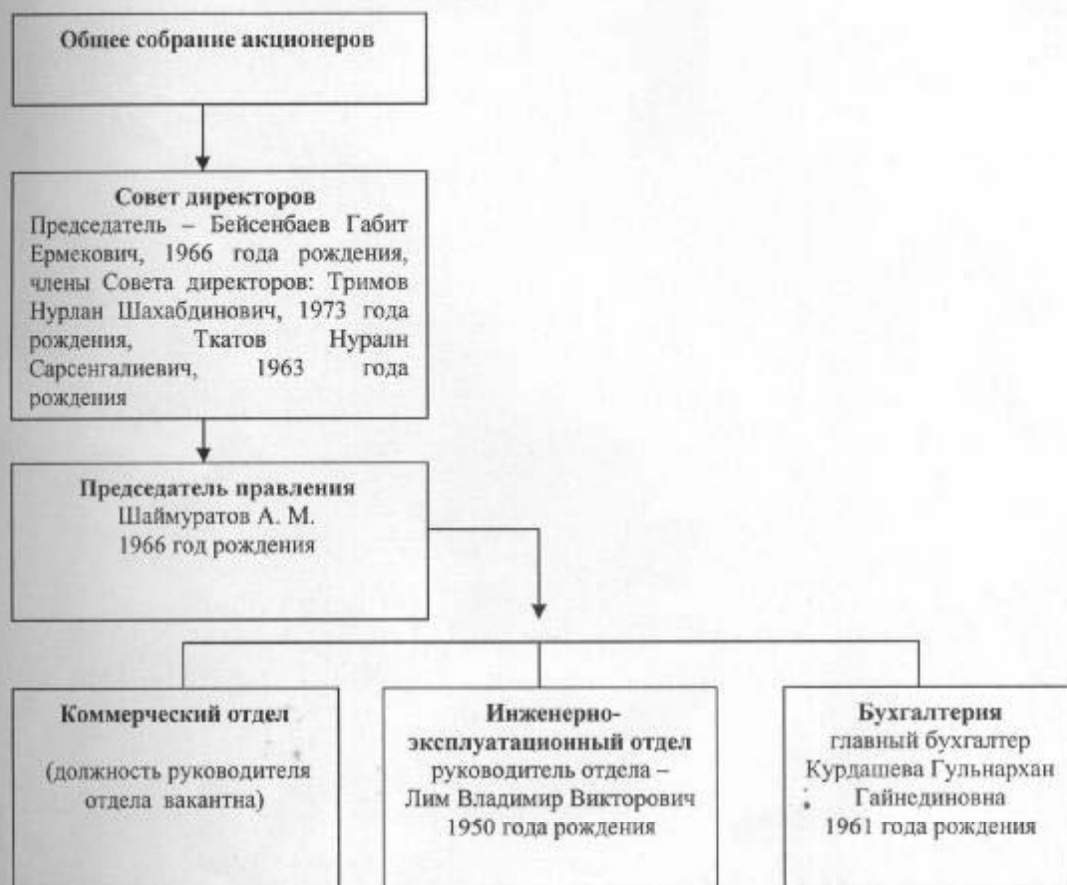 Общее собрание акционеров
Совет директоров
Председатель – Бейсенбаев Габит
Ермекович, 1966 года рождения,
члены Совета директоров: Тримов
Нурлан Шахабдинович, 1973 года
рождения, Ткатов Нуралн
Сарсенгалиевич, 1963 года
рождения
Председатель правления
Шаймуратов А. М.
1966 год рождения
Коммерческий отдел
(должность руководителя
отдела вакантна)
Инженерно-
эксплуатационный отдел
руководитель отдела –
Лим Владимир Викторович
1950 года рождения
Бухгалтерия
главный бухгалтер
Курдашева Гульнархан
Гайнединовна
1961 года рождения